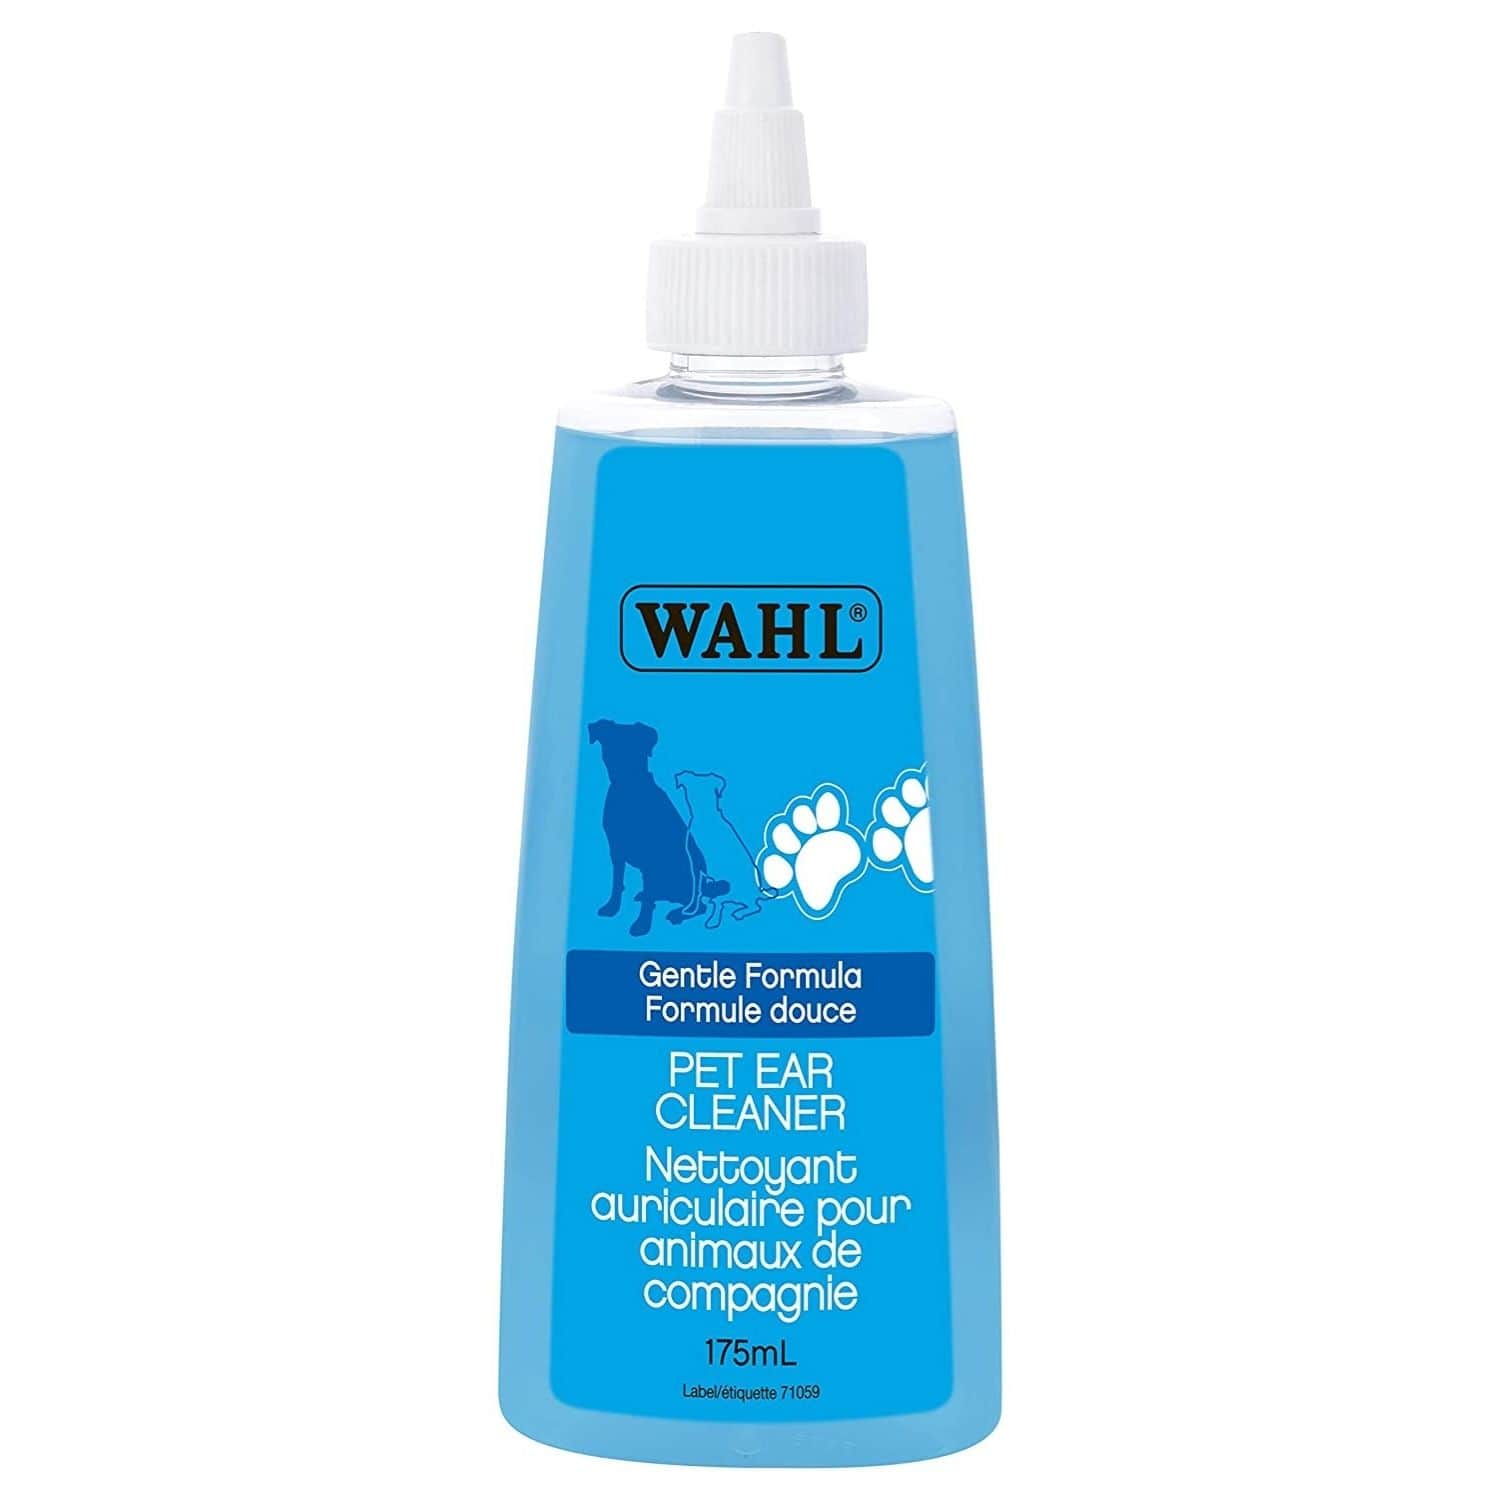 WAHL®
Gentle Formula
Formule douce
PET EAR
CLEANER
Nettoyant
auriculaire pour
animaux de
compagnie
175mL
Label/étiquette 71059